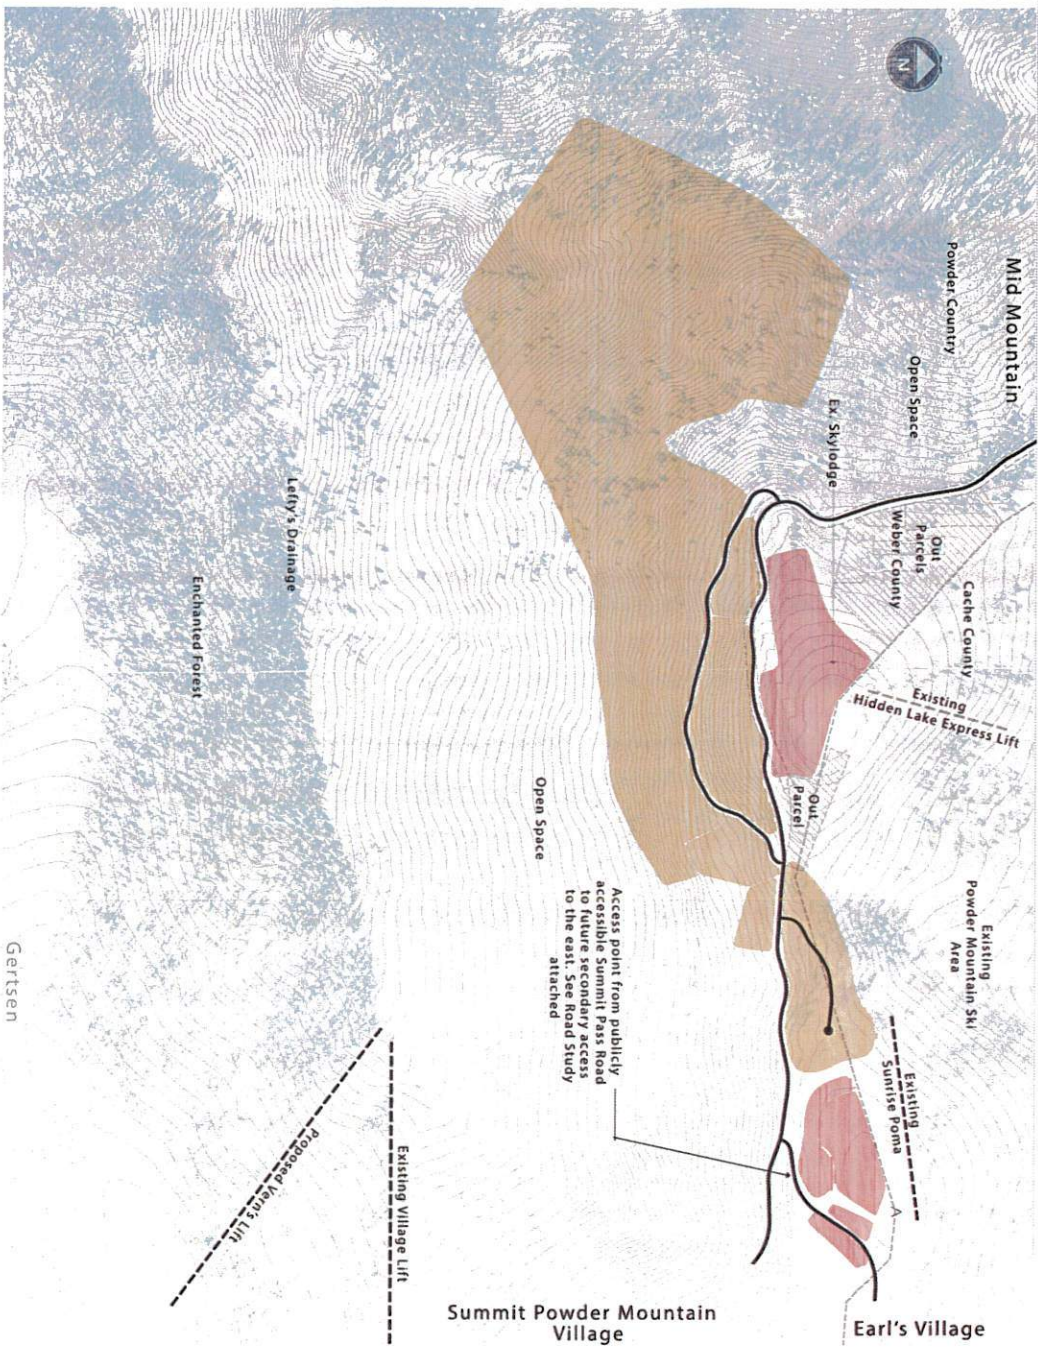 N
Mid Mountain
Powder Country
Open Space
Ex. Skylodge
Out
Parcels
Weber County
Cache County
Existing
Hidden Lake Express Lift
Out
Parcel
Existing
Powder Mountain Ski
Area
Existing
Sunrise Poma
Lefty's Drainage
Enchanted Forest
Open Space
Access point from publicly
accessible Summit Pass Road
to future secondary access
to the east. See Road Study
attached
Existing Village Lift
Proposed Vern's Lift
Gertsen
Summit Powder Mountain
Village
Earl's Village